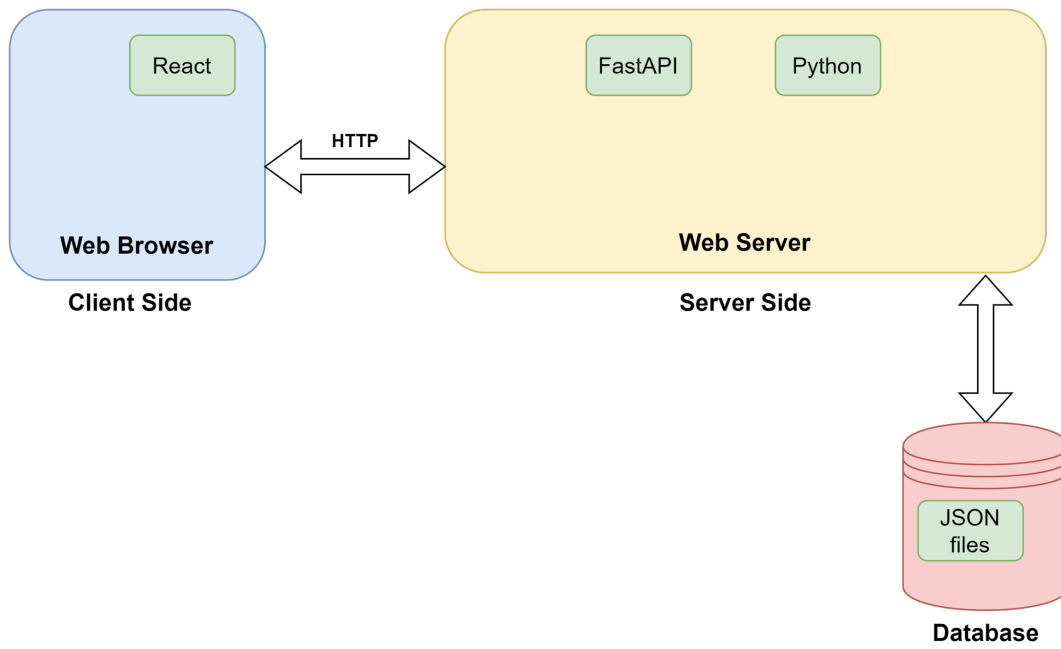 React
FastAPI
Python
HTTP
Web Browser
Web Server
Client Side
Server Side
JSON
files
Database